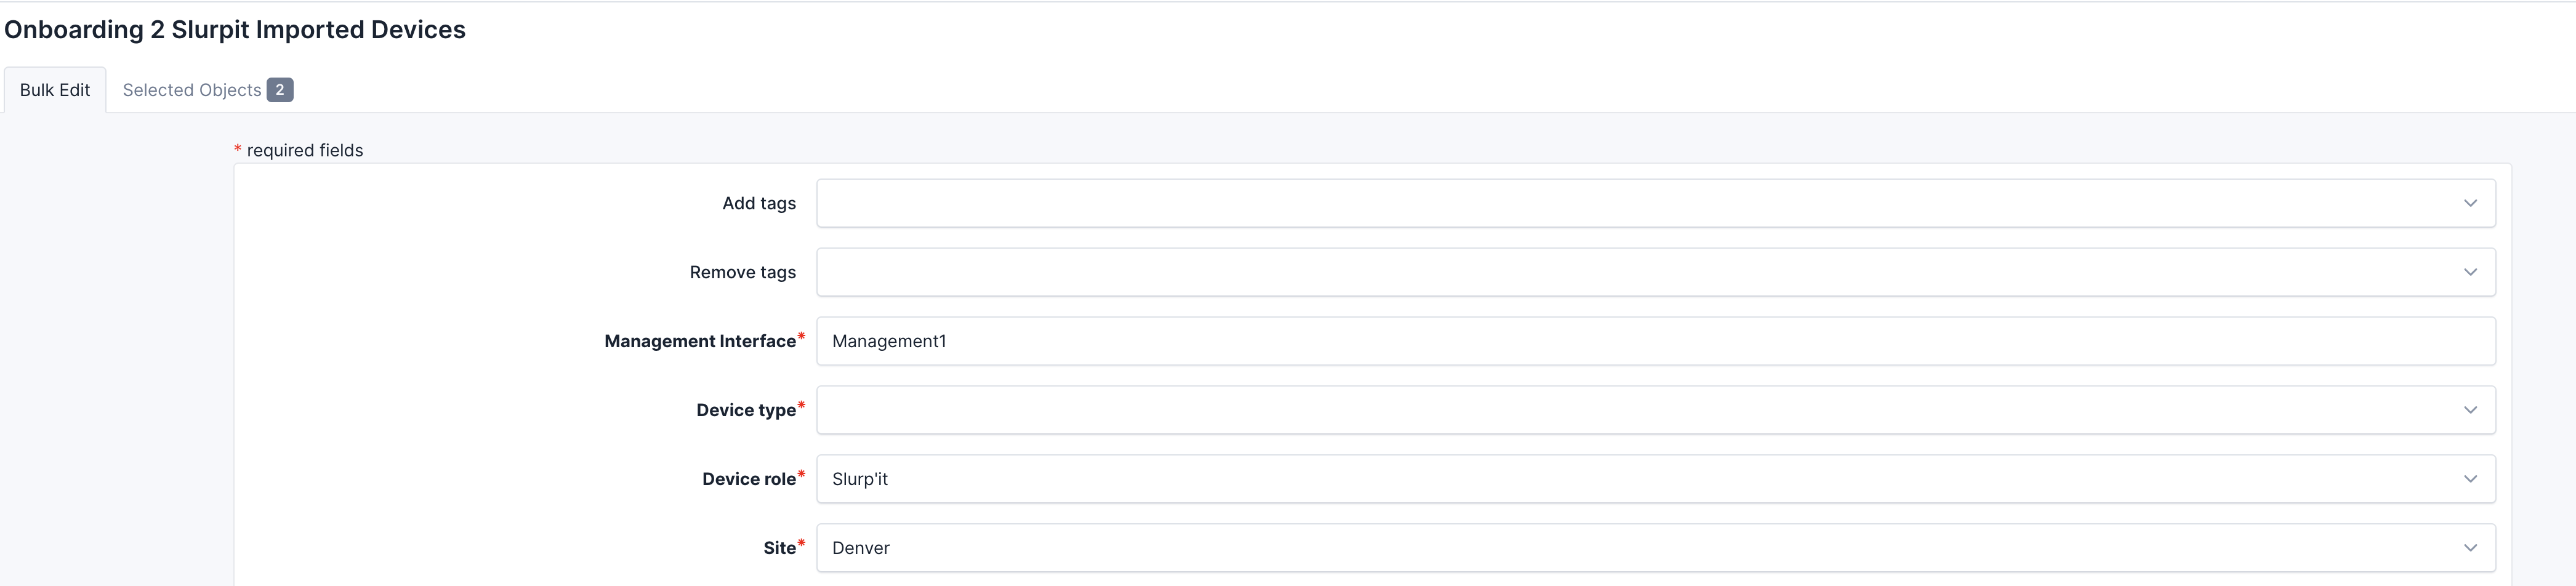 Onboarding 2 Slurpit Imported Devices
Bulk Edit Selected Objects 2
* required fields
Add tags
Remove tags
Management Interface* Management1
Device type*
Device role* Slurp'it
Site* Denver